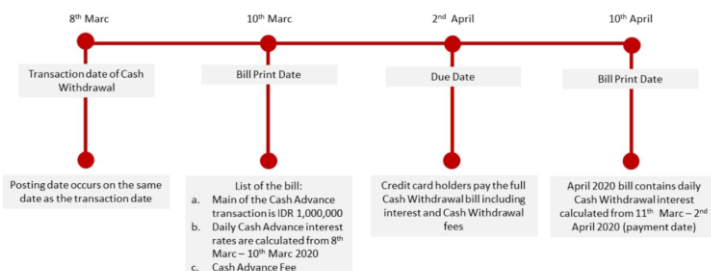 8th Marc
10th Marc
2nd April
10th April
Transaction date of Cash
Withdrawal
Bill Print Date
Due Date
Bill Print Date
Posting date occurs on the same
date as the transaction date
List of the bill:
a. Main of the Cash Advance
transaction is IDR 1,000,000
b. Daily Cash Advance interest
rates are calculated from 8th
Marc – 10th Marc 2020
c. Cash Advance Fee
Credit card holders pay the full
Cash Withdrawal bill including
interest and Cash Withdrawal
fees
April 2020 bill contains daily
Cash Withdrawal interest
calculated from 11th Marc – 2nd
April 2020 (payment date)